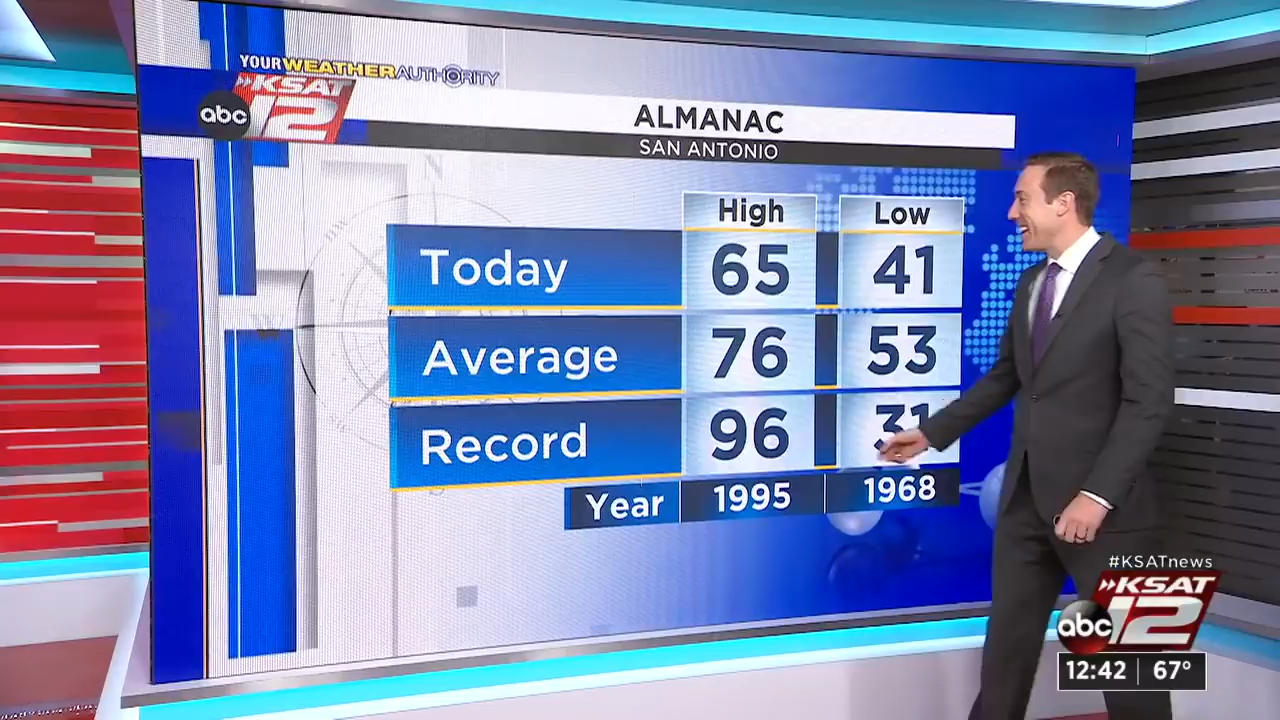 YOUR WEATHER AUTHORITY
abc KSAT 12
ALMANAC
SAN ANTONIO
High Low
Today 65 41
Average 76 53
Record 96 31
Year 1995 1968
#KSATnews
abc KSAT 12
12:42 67°